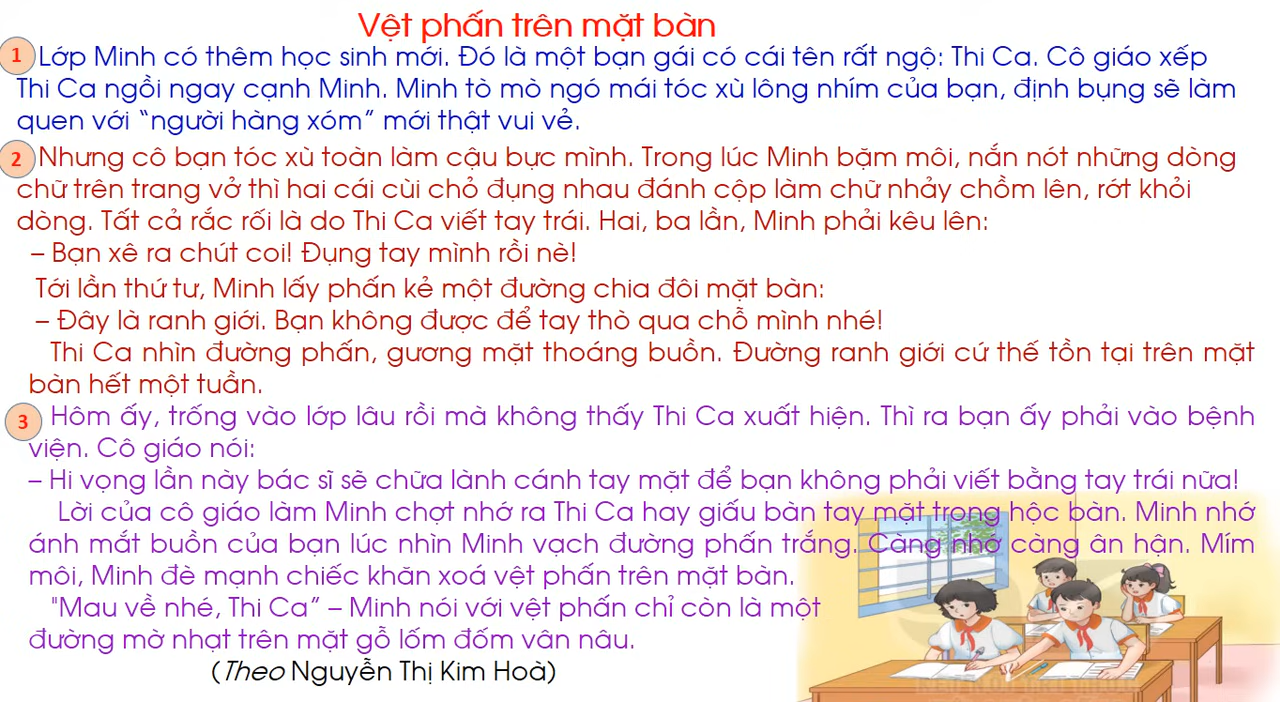 Vệt phấn trên mặt bàn
1 Lớp Minh có thêm học sinh mới. Đó là một bạn gái có cái tên rất ngộ: Thi Ca. Cô giáo xếp
Thi Ca ngồi ngay cạnh Minh. Minh tò mò ngó mái tóc xù lông nhím của bạn, định bụng sẽ làm
quen với “người hàng xóm” mới thật vui vẻ.
2 Nhưng cô bạn tóc xù toàn làm cậu bực mình. Trong lúc Minh bặm môi, nắn nót những dòng
chữ trên trang vở thì hai cái cùi chỏ đụng nhau đánh cộp làm chữ nhảy chồm lên, rớt khỏi
dòng. Tất cả rắc rối là do Thi Ca viết tay trái. Hai, ba lần, Minh phải kêu lên:
– Bạn xê ra chút coi! Đụng tay mình rồi nè!
Tới lần thứ tư, Minh lấy phấn kẻ một đường chia đôi mặt bàn:
– Đây là ranh giới. Bạn không được để tay thò qua chỗ mình nhé!
Thi Ca nhìn đường phấn, gương mặt thoáng buồn. Đường ranh giới cứ thế tồn tại trên mặt
bàn hết một tuần.
3 Hôm ấy, trống vào lớp lâu rồi mà không thấy Thi Ca xuất hiện. Thì ra bạn ấy phải vào bệnh
viện. Cô giáo nói:
– Hi vọng lần này bác sĩ sẽ chữa lành cánh tay mặt để bạn không phải viết bằng tay trái nữa!
Lời của cô giáo làm Minh chợt nhớ ra Thi Ca hay giấu bàn tay mặt trong hộc bàn. Minh nhớ
ánh mắt buồn của bạn lúc nhìn Minh vạch đường phấn trắng. Càng nhớ càng ân hận. Mím
môi, Minh đè mạnh chiếc khăn xoá vệt phấn trên mặt bàn.
"Mau về nhé, Thi Ca” – Minh nói với vệt phấn chỉ còn là một
đường mờ nhạt trên mặt gỗ lốm đốm vân nâu.
(Theo Nguyễn Thị Kim Hoà)